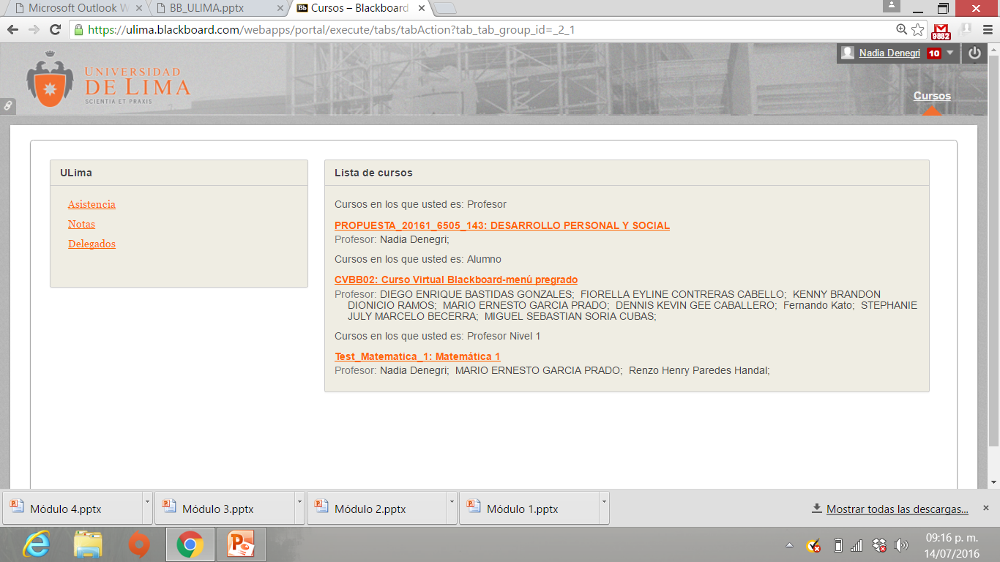 Microsoft Outlook W
BB_ULIMA.pptx
Bb Cursos – Blackboard
https://ulima.blackboard.com/webapps/portal/execute/tabs/tabAction?tab_tab_group_id=_2_1
9882
UNIVERSIDAD
DE LIMA
SCIENTIA ET PRAXIS
Nadia Denegri 10
Cursos
ULima
Asistencia
Notas
Delegados
Lista de cursos
Cursos en los que usted es: Profesor
PROPUESTA_20161_6505_143: DESARROLLO PERSONAL Y SOCIAL
Profesor: Nadia Denegri;
Cursos en los que usted es: Alumno
CVBB02: Curso Virtual Blackboard-menú pregrado
Profesor: DIEGO ENRIQUE BASTIDAS GONZALES; FIORELLA EYLINE CONTRERAS CABELLO; KENNY BRANDON
DIONICIO RAMOS; MARIO ERNESTO GARCIA PRADO; DENNIS KEVIN GEE CABALLERO; Fernando Kato; STEPHANIE
JULY MARCELO BECERRA; MIGUEL SEBASTIAN SORIA CUBAS;
Cursos en los que usted es: Profesor Nivel 1
Test_Matematica_1: Matemática 1
Profesor: Nadia Denegri; MARIO ERNESTO GARCIA PRADO; Renzo Henry Paredes Handal;
Módulo 4.pptx
Módulo 3.pptx
Módulo 2.pptx
Módulo 1.pptx
Mostrar todas las descargas...
09:16 p. m.
14/07/2016